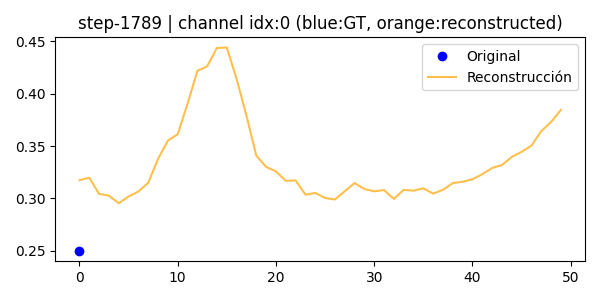 step-1789 | channel idx:0 (blue:GT, orange:reconstructed)
Original
Reconstrucción
0.45
0.40
0.35
0.30
0.25
0 10 20 30 40 50